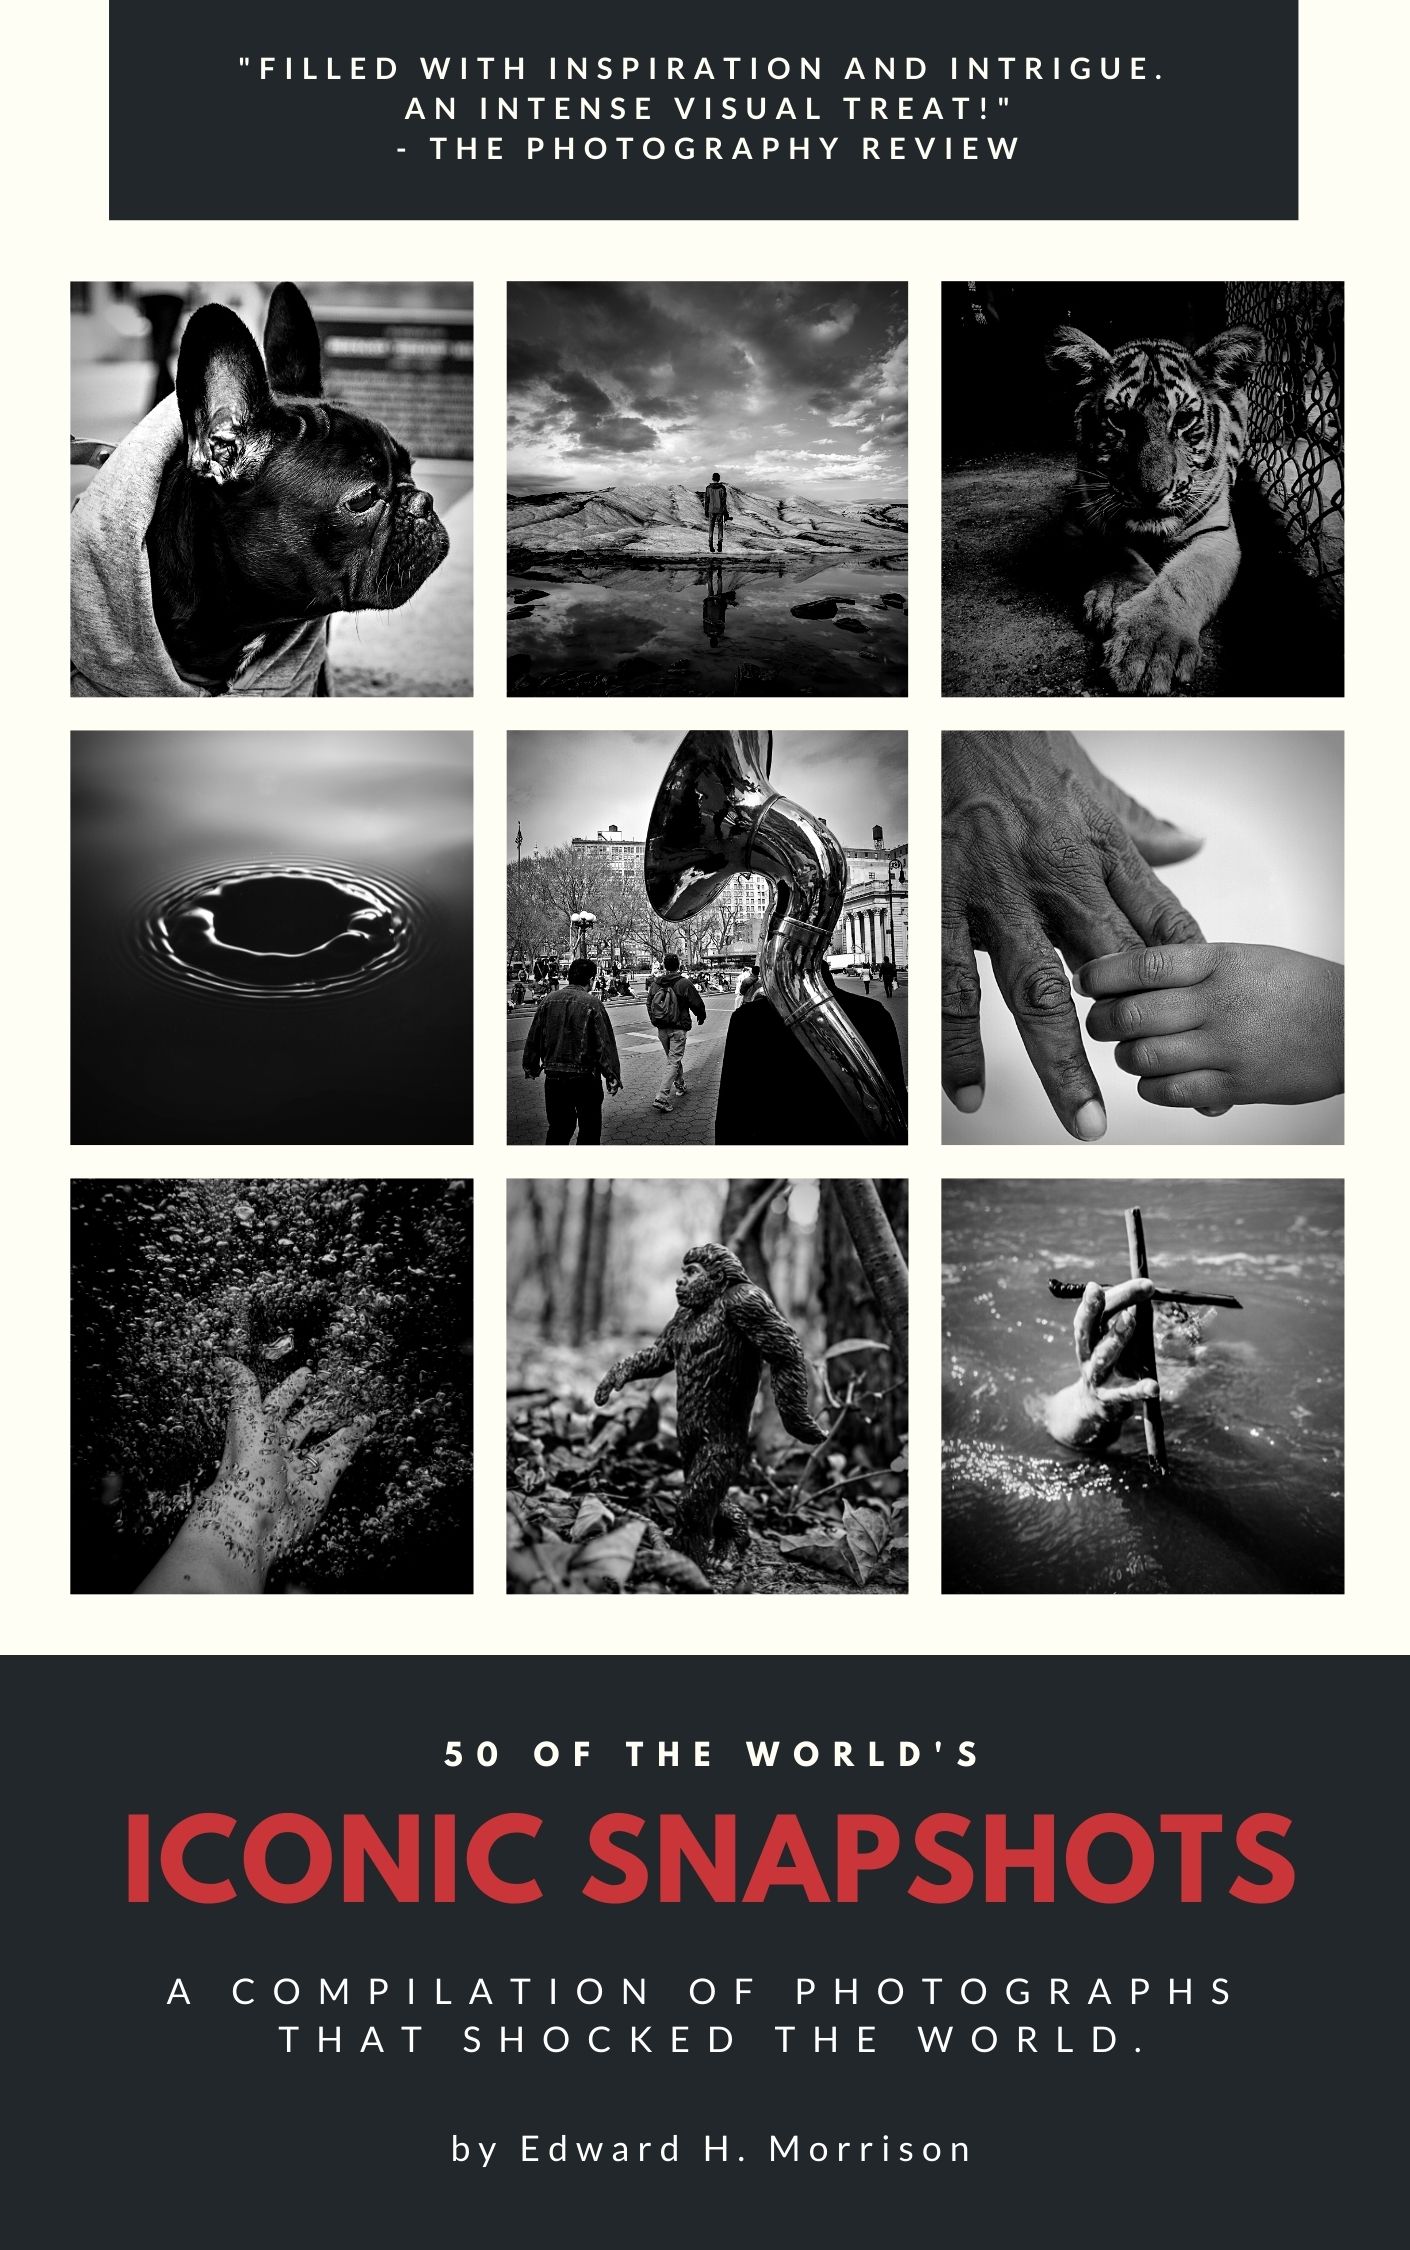 "FILLED WITH INSPIRATION AND INTRIGUE.
AN INTENSE VISUAL TREAT!"
- THE PHOTOGRAPHY REVIEW
50 OF THE WORLD'S
ICONIC SNAPSHOTS
A COMPILATION OF PHOTOGRAPHS
THAT SHOCKED THE WORLD.
by Edward H. Morrison